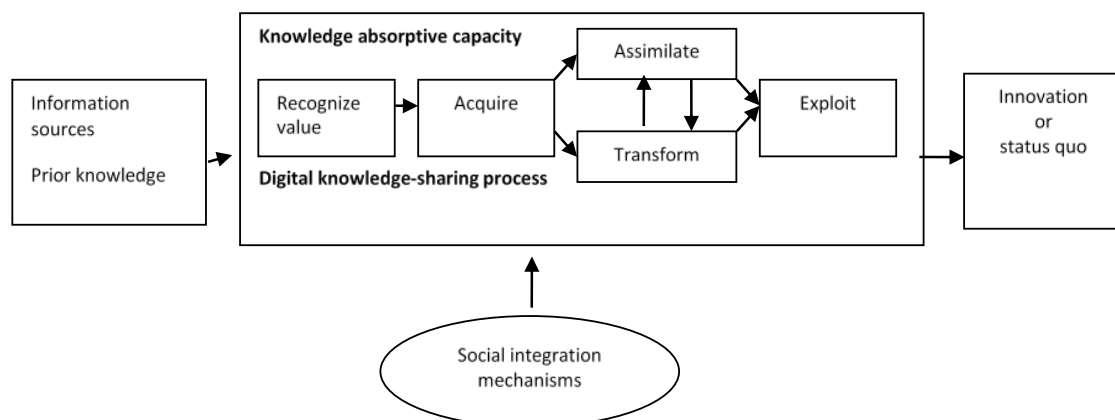 Information
sources
Prior knowledge
Knowledge absorptive capacity
Recognize
value
Acquire
Assimilate
Transform
Exploit
Digital knowledge-sharing process
Innovation
or
status quo
Social integration
mechanisms